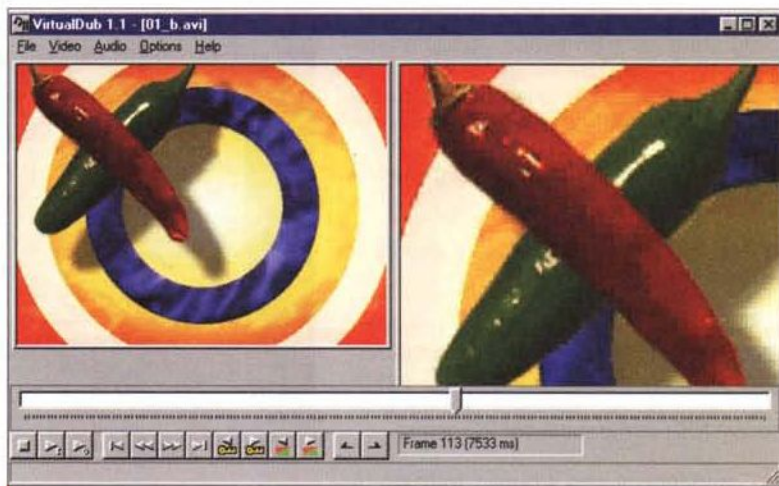 VirtualDub 1.1 - [01_b.avi]
File Video Audio Options Help
Frame 113 (7533 ms)